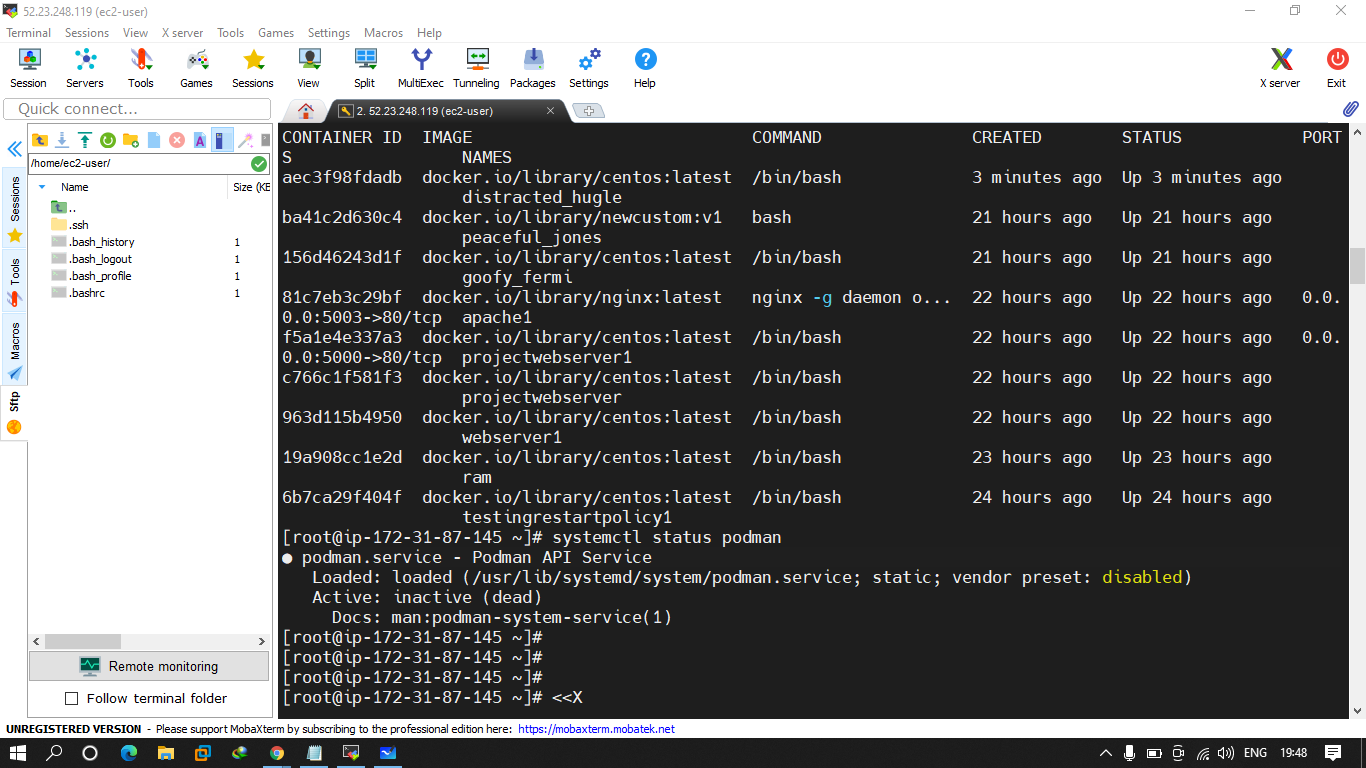 52.23.248.119 (ec2-user)
Terminal Sessions View X server Tools Games Settings Macros Help
Session Servers Tools Games Sessions View Split MultiExec Tunneling Packages Settings Help X server Exit
Quick connect...
2. 52.23.248.119 (ec2-user)
/home/ec2-user/
Name Size (KB
..
.ssh
.bash_history 1
.bash_logout 1
.bash_profile 1
.bashrc 1
Sessions
Tools
Macros
Sftp
Remote monitoring
Follow terminal folder
CONTAINER ID IMAGE COMMAND CREATED STATUS PORT
S NAMES
aec3f98fdadb docker.io/library/centos:latest /bin/bash 3 minutes ago Up 3 minutes ago
distracted_hugle
ba41c2d630c4 docker.io/library/newcustom:v1 bash 21 hours ago Up 21 hours ago
peaceful_jones
156d46243d1f docker.io/library/centos:latest /bin/bash 21 hours ago Up 21 hours ago
goofy_fermi
81c7eb3c29bf docker.io/library/nginx:latest nginx -g daemon o... 22 hours ago Up 22 hours ago 0.0.
0.0:5003->80/tcp apache1
f5a1e4e337a3 docker.io/library/centos:latest /bin/bash 22 hours ago Up 22 hours ago 0.0.
0.0:5000->80/tcp projectwebserver1
c766c1f581f3 docker.io/library/centos:latest /bin/bash 22 hours ago Up 22 hours ago
projectwebserver
963d115b4950 docker.io/library/centos:latest /bin/bash 22 hours ago Up 22 hours ago
webserver1
19a908cc1e2d docker.io/library/centos:latest /bin/bash 23 hours ago Up 23 hours ago
ram
6b7ca29f404f docker.io/library/centos:latest /bin/bash 24 hours ago Up 24 hours ago
testingrestartpolicy1
[root@ip-172-31-87-145 ~]# systemctl status podman
● podman.service - Podman API Service
Loaded: loaded (/usr/lib/systemd/system/podman.service; static; vendor preset: disabled)
Active: inactive (dead)
Docs: man:podman-system-service(1)
[root@ip-172-31-87-145 ~]#
[root@ip-172-31-87-145 ~]#
[root@ip-172-31-87-145 ~]#
[root@ip-172-31-87-145 ~]# <<X
UNREGISTERED VERSION - Please support MobaXterm by subscribing to the professional edition here: https://mobaxterm.mobatek.net
ENG 19:48